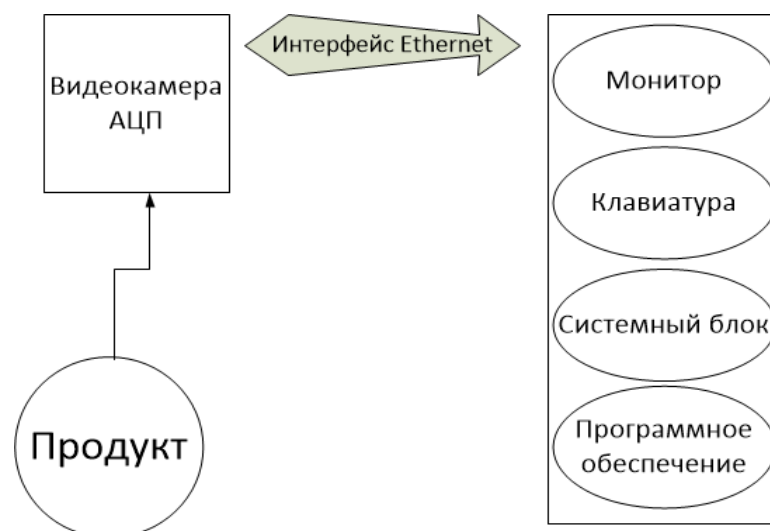 Видеокамера
АЦП
Интерфейс Ethernet
Монитор
Клавиатура
Системный блок
Программное
обеспечение
Продукт